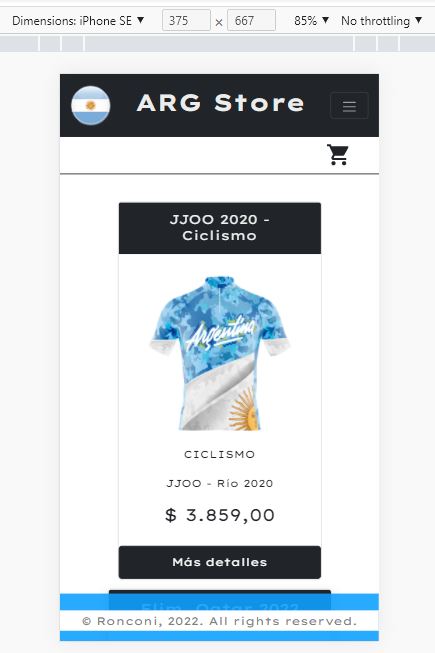 Dimensions: iPhone SE ▼ 375 × 667 85% ▼ No throttling ▼
ARG Store
JJOO 2020 -
Ciclismo
Argentina
CICLISMO
JJOO - Río 2020
$ 3.859,00
Más detalles
Elim. Qatar 2022
© Ronconi, 2022. All rights reserved.